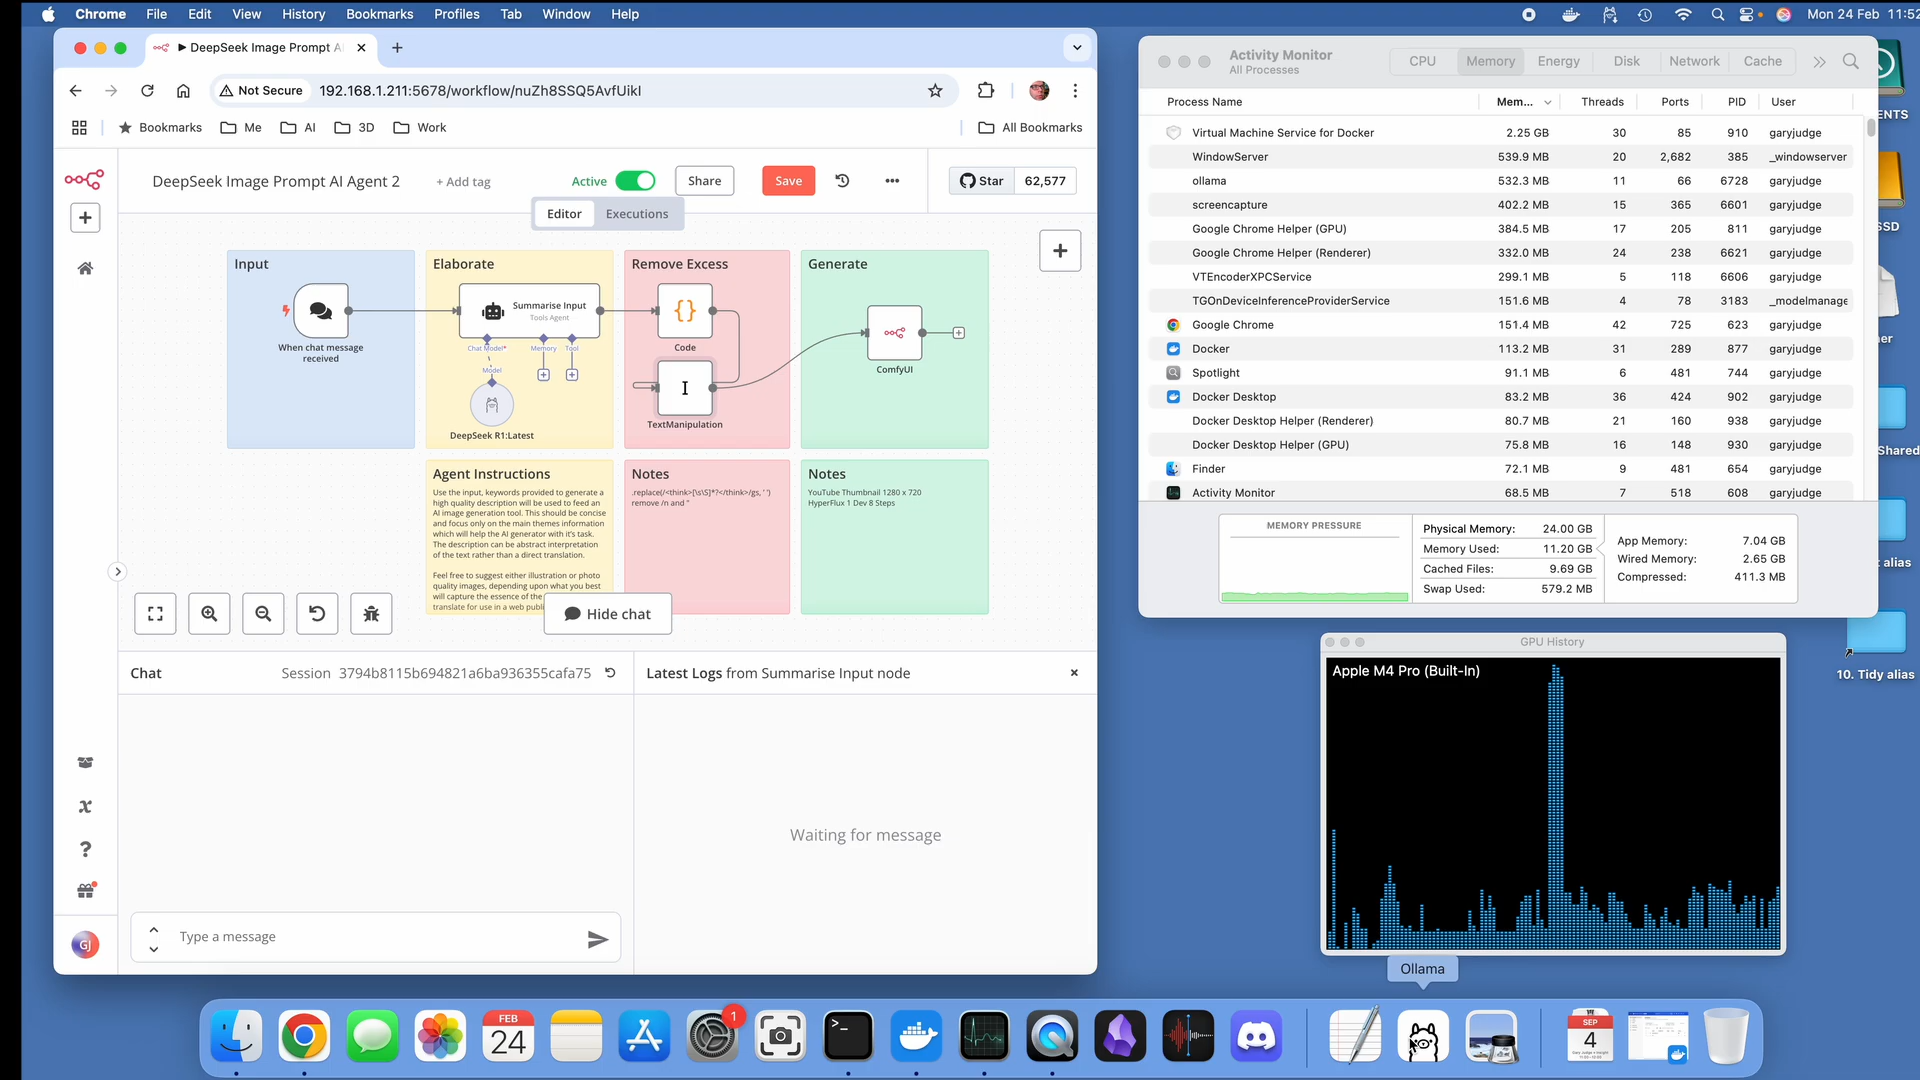 Chrome File Edit View History Bookmarks Profiles Tab Window Help
Mon 24 Feb 11:52
DeepSeek Image Prompt A
Not Secure 192.168.1.211:5678/workflow/nuZh8SSQ5AvfUikI
Bookmarks Me AI 3D Work All Bookmarks
DeepSeek Image Prompt AI Agent 2
+ Add tag
Active
Share
Save
Star 62,577
Editor Executions
Input
When chat message
received
Elaborate
Summarise Input
Tools Agent
Chat Model*
Memory
Tool
Model
DeepSeek R1:Latest
Remove Excess
Code
TextManipulation
Generate
ComfyUI
Agent Instructions
Use the input, keywords provided to generate a
high quality description will be used to feed an
AI image generation tool. This should be concise
and focus only on the main themes information
which will help the AI generator with it's task.
The description can be abstract interpretation
of the text rather than a direct translation.
Feel free to suggest either illustration or photo
quality images, depending upon what you best
will capture the essence of the
translate for use in a web publi
Notes
.replace(/<think>[\s\S]*?</think>/gs, ' ')
remove /n and "
Notes
YouTube Thumbnail 1280 x 720
HyperFlux 1 Dev 8 Steps
Hide chat
Chat
Session 3794b8115b694821a6ba936355cafa75
Latest Logs from Summarise Input node
Waiting for message
Type a message
GJ
Activity Monitor
All Processes
CPU Memory Energy Disk Network Cache
Process Name Mem... Threads Ports PID User
Virtual Machine Service for Docker 2.25 GB 30 85 910 garyjudge
WindowServer 539.9 MB 20 2,682 385 _windowserver
ollama 532.3 MB 11 66 6728 garyjudge
screencapture 402.2 MB 15 365 6601 garyjudge
Google Chrome Helper (GPU) 384.5 MB 17 205 811 garyjudge
Google Chrome Helper (Renderer) 332.0 MB 24 238 6621 garyjudge
VTEncoderXPCService 299.1 MB 5 118 6606 garyjudge
TGOnDeviceInferenceProviderService 151.6 MB 4 78 3183 _modelmanage
Google Chrome 151.4 MB 42 725 623 garyjudge
Docker 113.2 MB 31 289 877 garyjudge
Spotlight 91.1 MB 6 481 744 garyjudge
Docker Desktop 83.2 MB 36 424 902 garyjudge
Docker Desktop Helper (Renderer) 80.7 MB 21 160 938 garyjudge
Docker Desktop Helper (GPU) 75.8 MB 16 148 930 garyjudge
Finder 72.1 MB 9 481 654 garyjudge
Activity Monitor 68.5 MB 7 518 608 garyjudge
MEMORY PRESSURE
Physical Memory: 24.00 GB
Memory Used: 11.20 GB
Cached Files: 9.69 GB
Swap Used: 579.2 MB
App Memory: 7.04 GB
Wired Memory: 2.65 GB
Compressed: 411.3 MB
GPU History
Apple M4 Pro (Built-In)
ENTS
SSD
ner
Shared
t alias
10. Tidy alias
Ollama
FEB
24
1
SEP
4